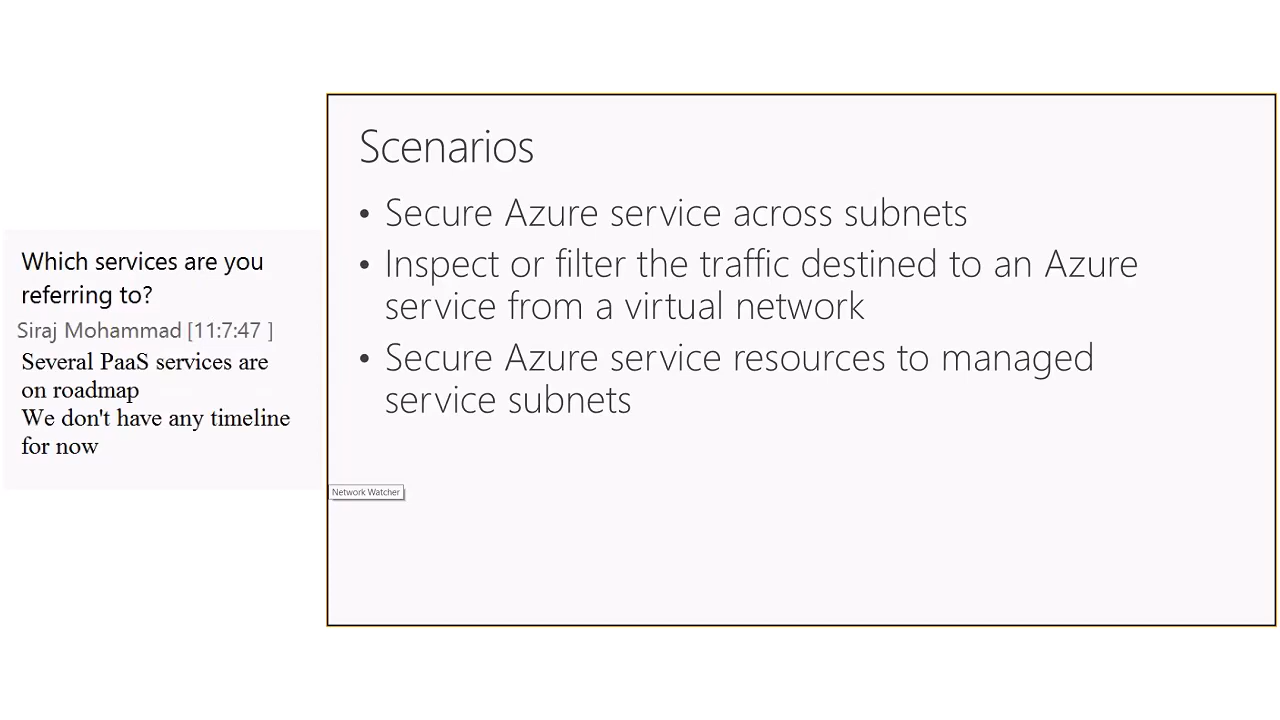 Which services are you
referring to?
Siraj Mohammad [11:7:47 ]
Several PaaS services are
on roadmap
We don't have any timeline
for now
Scenarios
• Secure Azure service across subnets
• Inspect or filter the traffic destined to an Azure
service from a virtual network
• Secure Azure service resources to managed
service subnets
Network Watcher